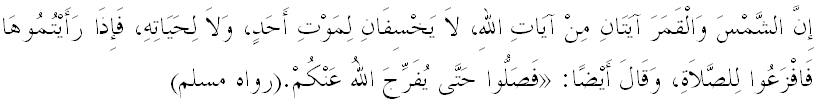 إِنَّ الشَّمْسَ وَالْقَمَرَ آيَتَانِ مِنْ آيَاتِ اللهِ، لاَ يَخْسِفَانِ لِمَوْتِ أَحَدٍ، وَلاَ لِحَيَاتِهِ، فَإِذَا رَأَيْتُمُوهَا
فَافْزَعُوا لِلصَّلاَةِ، وَقَالَ أَيْضًا: «فَصَلُّوا حَتَّى يُفَرِّجَ اللهُ عَنْكُمْ.(رواه مسلم)